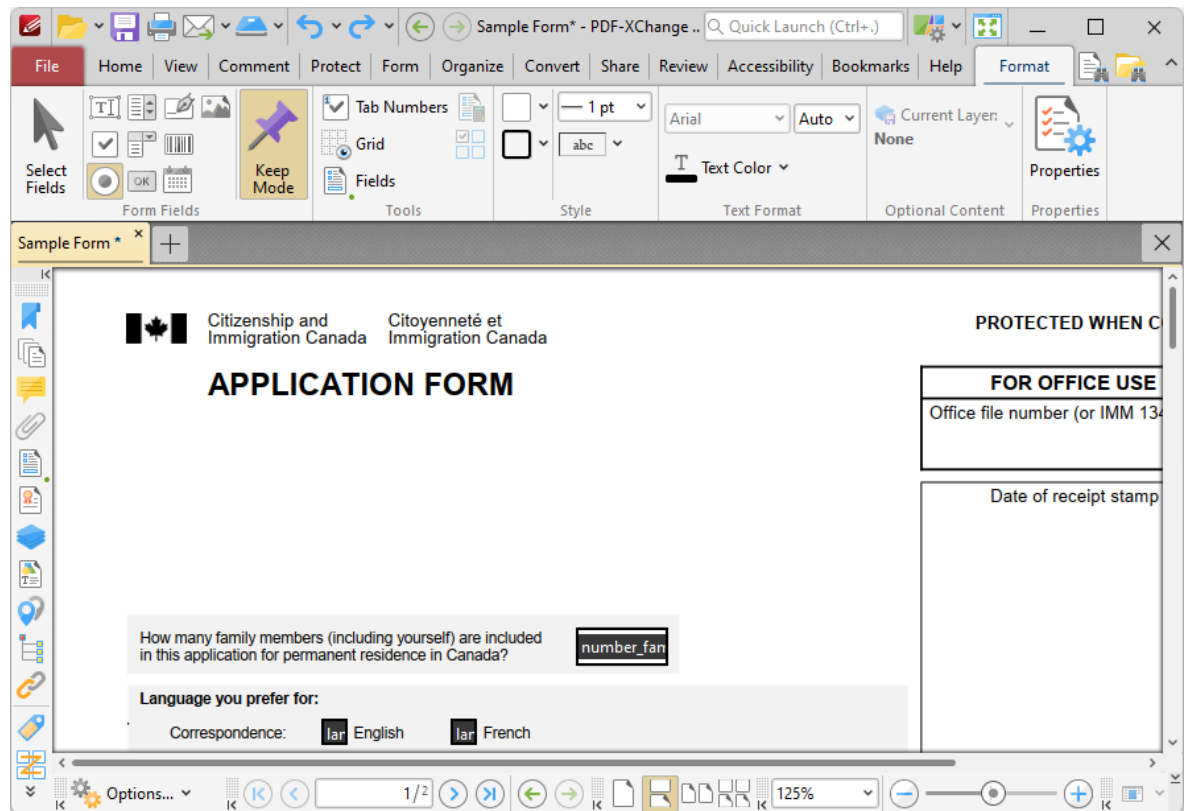 Sample Form* - PDF-XChange .. Quick Launch (Ctrl+.)
File Home View Comment Protect Form Organize Convert Share Review Accessibility Bookmarks Help Format
Select Fields
OK
Form Fields
Keep Mode
Tab Numbers
Grid
Fields
Tools
1 pt
abc
Style
Arial Auto
T Text Color
Text Format
Current Layer:
None
Optional Content
Properties
Properties
Sample Form *
Citizenship and Citoyenneté et
Immigration Canada Immigration Canada
PROTECTED WHEN C
APPLICATION FORM
FOR OFFICE USE
Office file number (or IMM 134
Date of receipt stamp
How many family members (including yourself) are included
in this application for permanent residence in Canada?
number_fan
Language you prefer for:
Correspondence: lar English lar French
Options... 1/2 125%